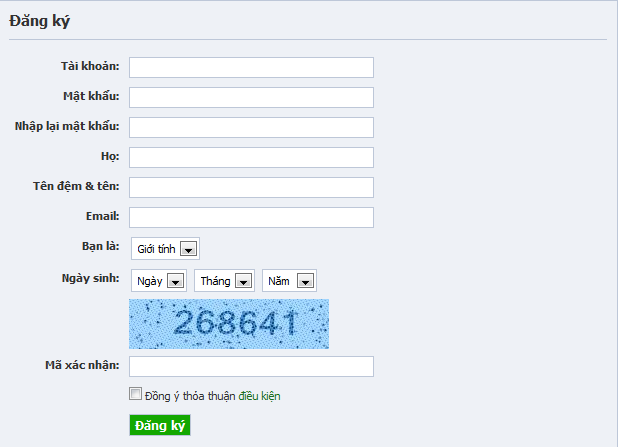 Đăng ký
Tài khoản:
Mật khẩu:
Nhập lại mật khẩu:
Họ:
Tên đệm & tên:
Email:
Bạn là: Giới tính
Ngày sinh: Ngày Tháng Năm
268641
Mã xác nhận:
Đồng ý thỏa thuận điều kiện
Đăng ký